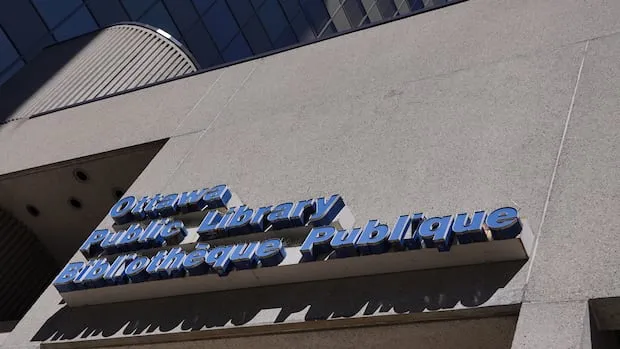 Ottawa
Public Library
Bibliothèque Publique